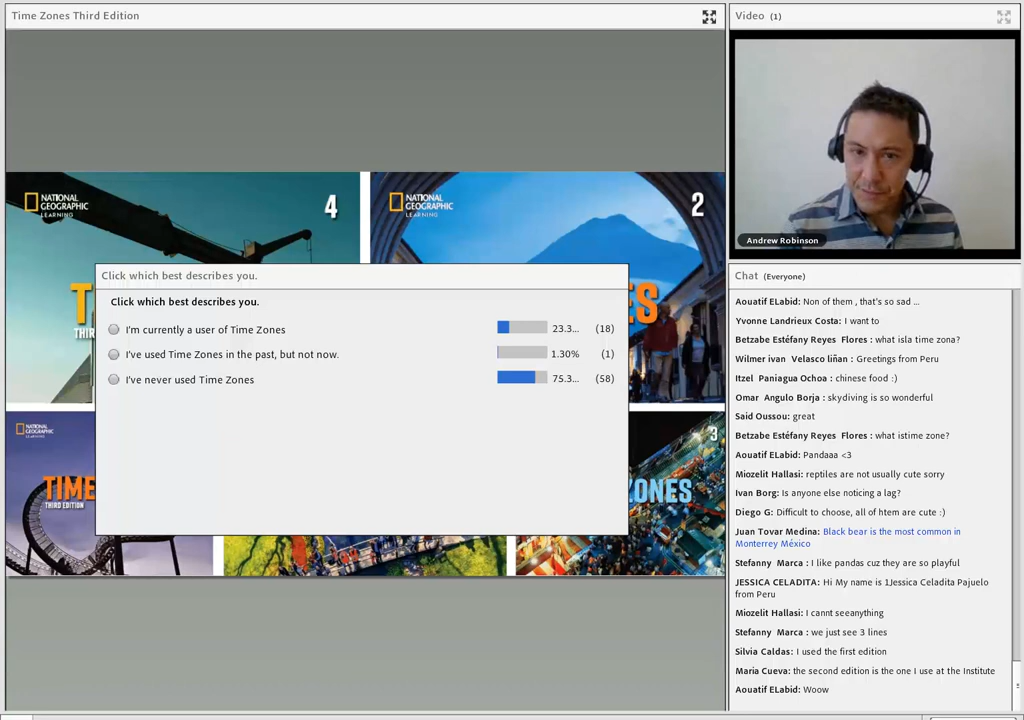 Time Zones Third Edition
NATIONAL
GEOGRAPHIC
LEARNING
4
NATIONAL
GEOGRAPHIC
LEARNING
2
T
THIR
ES
Click which best describes you.
Click which best describes you.
I'm currently a user of Time Zones
23.3... (18)
I've used Time Zones in the past, but not now.
1.30% (1)
I've never used Time Zones
75.3... (58)
NATIONAL
GEOGRAPHIC
LEARNING
TIME
THIRD EDITION
3
ZONES
Video (1)
Andrew Robinson
Chat (Everyone)
Aouatif ELabid: Non of them , that's so sad ...
Yvonne Landrieux Costa: I want to
Betzabe Estéfany Reyes Flores : what isla time zona?
Wilmer ivan Velasco liñan : Greetings from Peru
Itzel Paniagua Ochoa : chinese food :)
Omar Angulo Borja : skydiving is so wonderful
Said Oussou: great
Betzabe Estéfany Reyes Flores : what istime zone?
Aouatif ELabid: Pandaaa <3
Miozelit Hallasi: reptiles are not usually cute sorry
Ivan Borg: Is anyone else noticing a lag?
Diego G: Difficult to choose, all of htem are cute :)
Juan Tovar Medina: Black bear is the most common in
Monterrey México
Stefanny Marca : I like pandas cuz they are so playful
JESSICA CELADITA: Hi My name is 1Jessica Celadita Pajuelo
from Peru
Miozelit Hallasi: I cannt seeanything
Stefanny Marca : we just see 3 lines
Silvia Caldas: I used the first edition
Maria Cueva: the second edition is the one I use at the Institute
Aouatif ELabid: Woow